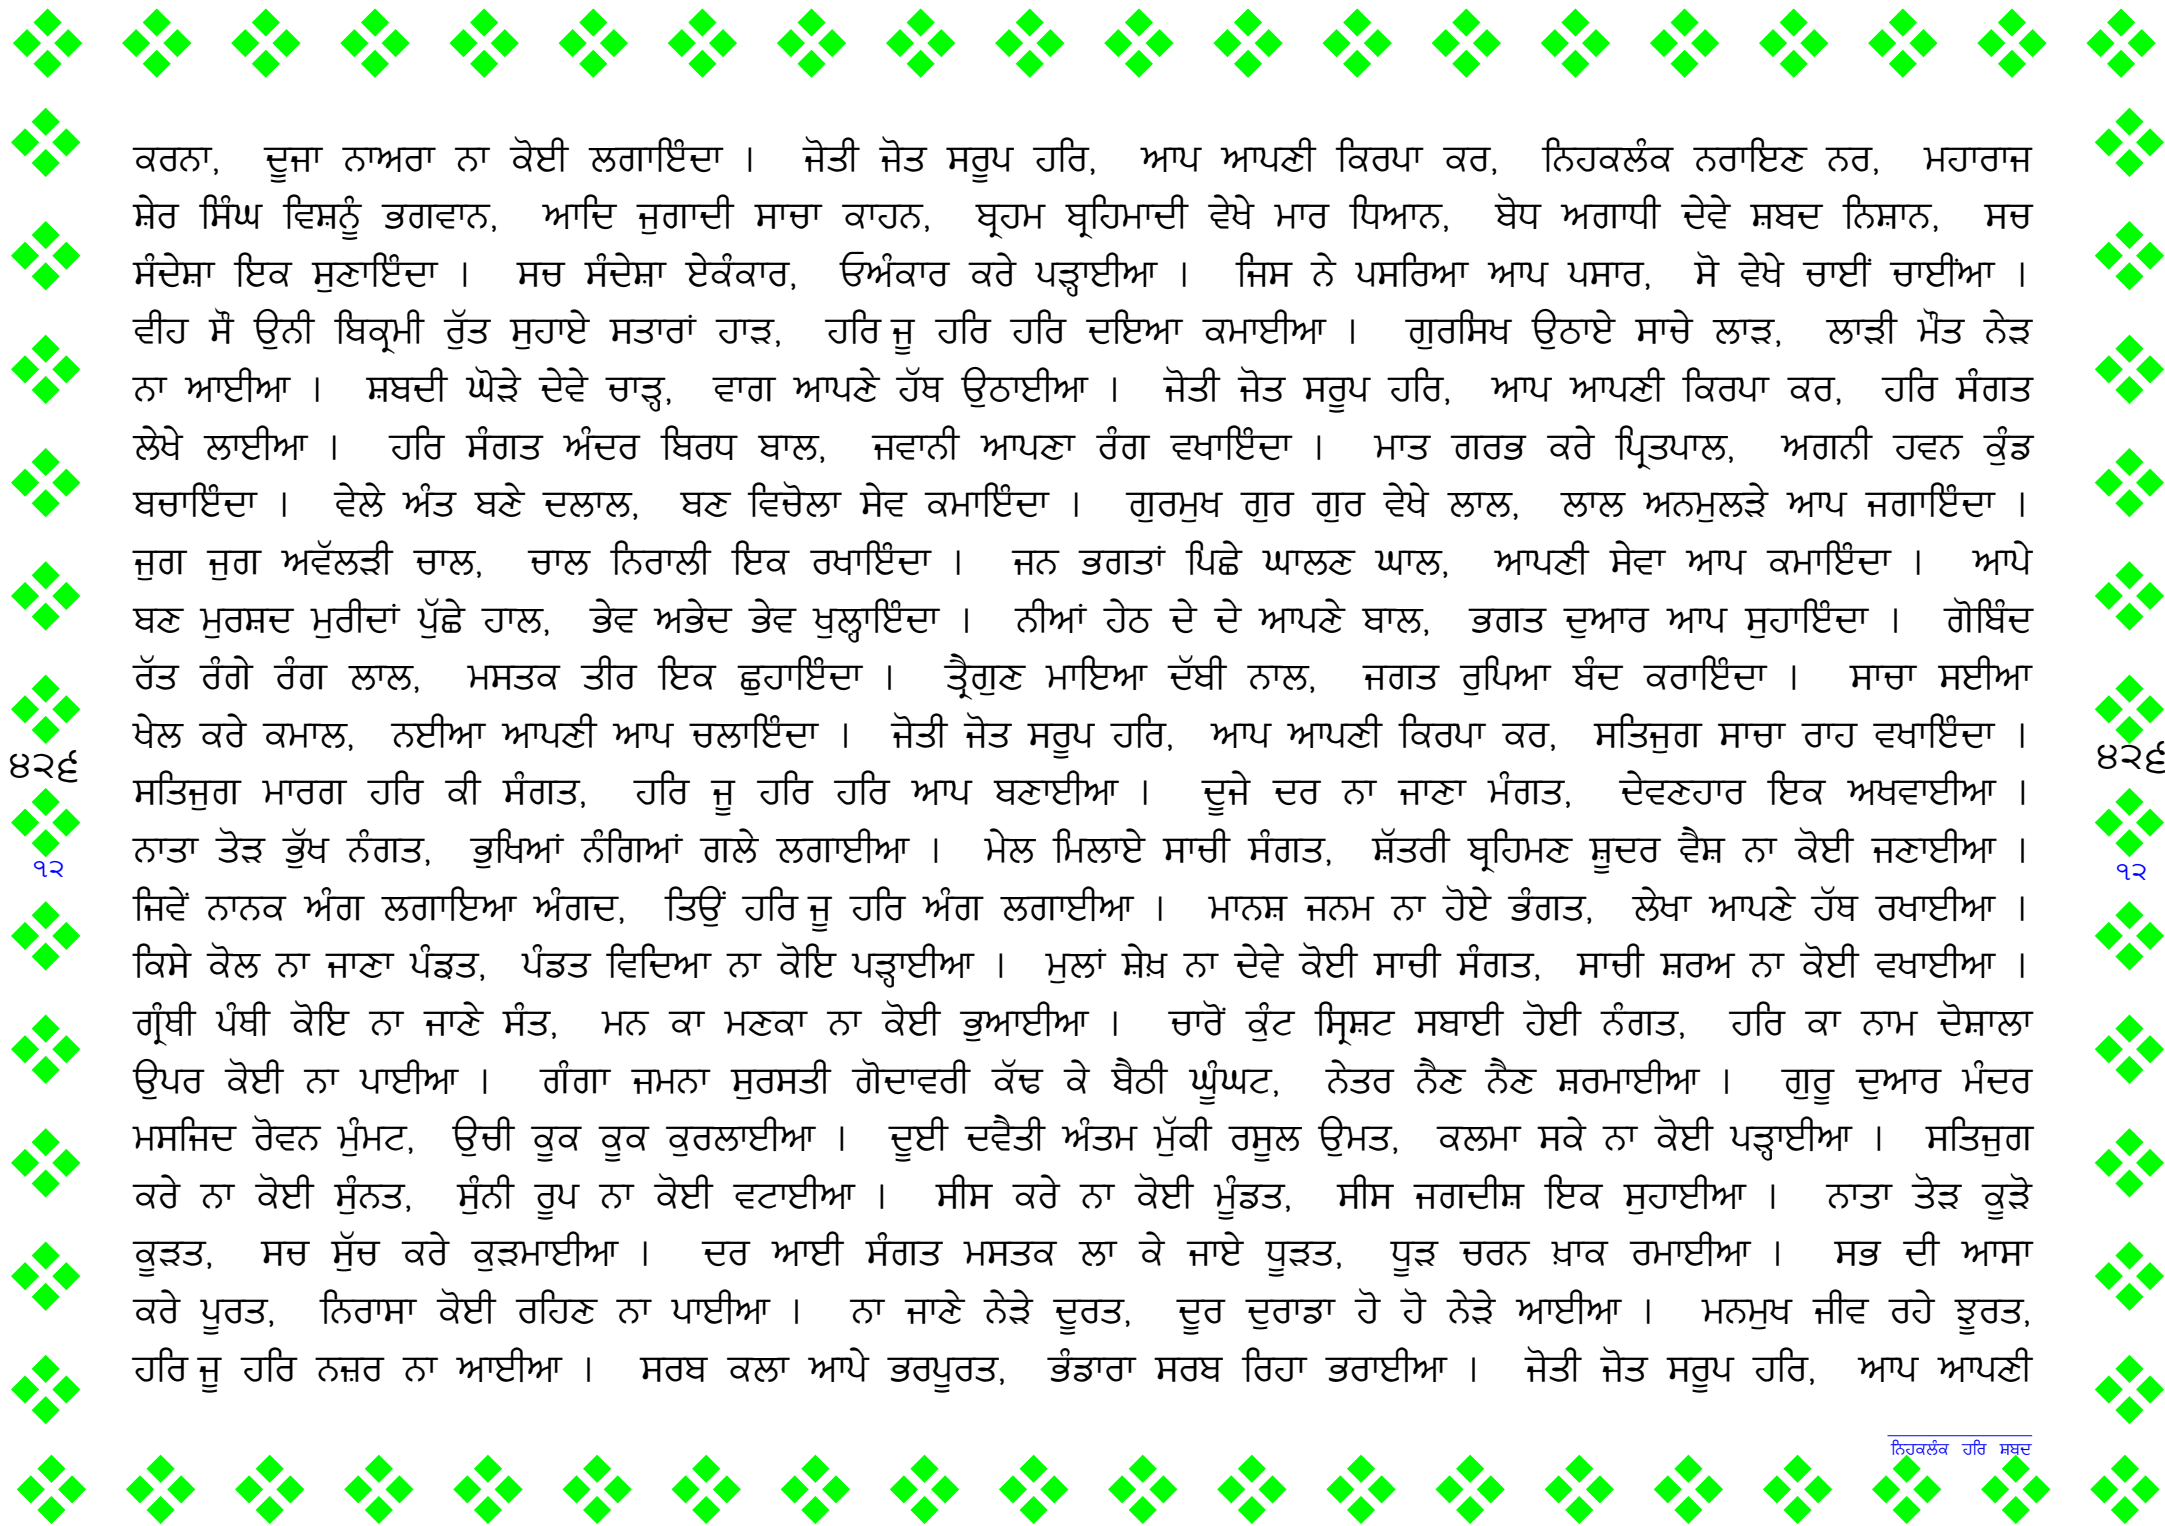 ਕਰਨਾ, ਦੂਜਾ ਨਾਅਰਾ ਨਾ ਕੋਈ ਲਗਾਇੰਦਾ । ਜੋਤੀ ਜੋਤ ਸਰੂਪ ਹਰਿ, ਆਪ ਆਪਣੀ ਕਿਰਪਾ ਕਰ, ਨਿਹਕਲੰਕ ਨਰਾਇਣ ਨਰ, ਮਹਾਰਾਜ
ਸ਼ੇਰ ਸਿੰਘ ਵਿਸ਼ਨੂੰ ਭਗਵਾਨ, ਆਦਿ ਜੁਗਾਦੀ ਸਾਚਾ ਕਾਹਨ, ਬ੍ਰਹਮ ਬ੍ਰਹਿਮਾਦੀ ਵੇਖੇ ਮਾਰ ਧਿਆਨ, ਬੋਧ ਅਗਾਧੀ ਦੇਵੇ ਸ਼ਬਦ ਨਿਸ਼ਾਨ, ਸਚ
ਸੰਦੇਸ਼ਾ ਇਕ ਸੁਣਾਇੰਦਾ । ਸਚ ਸੰਦੇਸ਼ਾ ਏਕੰਕਾਰ, ਓਅੰਕਾਰ ਕਰੇ ਪੜ੍ਹਾਈਆ । ਜਿਸ ਨੇ ਪਸਰਿਆ ਆਪ ਪਸਾਰ, ਸੋ ਵੇਖੇ ਚਾਈਂ ਚਾਈਂਆ ।
ਵੀਹ ਸੌ ਉਨੀ ਬਿਕ੍ਰਮੀ ਰੁੱਤ ਸੁਹਾਏ ਸਤਾਰਾਂ ਹਾੜ, ਹਰਿ ਜੂ ਹਰਿ ਹਰਿ ਦਇਆ ਕਮਾਈਆ । ਗੁਰਸਿਖ ਉਠਾਏ ਸਾਚੇ ਲਾੜ, ਲਾੜੀ ਮੌਤ ਨੇੜ
ਨਾ ਆਈਆ । ਸ਼ਬਦੀ ਘੋੜੇ ਦੇਵੇ ਚਾੜ੍ਹ, ਵਾਗ ਆਪਣੇ ਹੱਥ ਉਠਾਈਆ । ਜੋਤੀ ਜੋਤ ਸਰੂਪ ਹਰਿ, ਆਪ ਆਪਣੀ ਕਿਰਪਾ ਕਰ, ਹਰਿ ਸੰਗਤ
ਲੇਖੇ ਲਾਈਆ । ਹਰਿ ਸੰਗਤ ਅੰਦਰ ਬਿਰਧ ਬਾਲ, ਜਵਾਨੀ ਆਪਣਾ ਰੰਗ ਵਖਾਇੰਦਾ । ਮਾਤ ਗਰਭ ਕਰੇ ਪ੍ਰਿਤਪਾਲ, ਅਗਨੀ ਹਵਨ ਕੁੰਡ
ਬਚਾਇੰਦਾ । ਵੇਲੇ ਅੰਤ ਬਣੇ ਦਲਾਲ, ਬਣ ਵਿਚੋਲਾ ਸੇਵ ਕਮਾਇੰਦਾ । ਗੁਰਮੁਖ ਗੁਰ ਗੁਰ ਵੇਖੇ ਲਾਲ, ਲਾਲ ਅਨਮੁਲੜੇ ਆਪ ਜਗਾਇੰਦਾ ।
ਜੁਗ ਜੁਗ ਅਵੱਲੜੀ ਚਾਲ, ਚਾਲ ਨਿਰਾਲੀ ਇਕ ਰਖਾਇੰਦਾ । ਜਨ ਭਗਤਾਂ ਪਿਛੇ ਘਾਲਣ ਘਾਲ, ਆਪਣੀ ਸੇਵਾ ਆਪ ਕਮਾਇੰਦਾ । ਆਪੇ
ਬਣ ਮੁਰਸ਼ਦ ਮੁਰੀਦਾਂ ਪੁੱਛੇ ਹਾਲ, ਭੇਵ ਅਭੇਦ ਭੇਵ ਖੁਲ੍ਹਾਇੰਦਾ । ਨੀਆਂ ਹੇਠ ਦੇ ਦੇ ਆਪਣੇ ਬਾਲ, ਭਗਤ ਦੁਆਰ ਆਪ ਸੁਹਾਇੰਦਾ । ਗੋਬਿੰਦ
ਰੱਤ ਰੰਗੇ ਰੰਗ ਲਾਲ, ਮਸਤਕ ਤੀਰ ਇਕ ਛੁਹਾਇੰਦਾ । ਤ੍ਰੈਗੁਣ ਮਾਇਆ ਦੱਬੀ ਨਾਲ, ਜਗਤ ਰੁਪਿਆ ਬੰਦ ਕਰਾਇੰਦਾ । ਸਾਚਾ ਸਈਆ
ਖੇਲ ਕਰੇ ਕਮਾਲ, ਨਈਆ ਆਪਣੀ ਆਪ ਚਲਾਇੰਦਾ । ਜੋਤੀ ਜੋਤ ਸਰੂਪ ਹਰਿ, ਆਪ ਆਪਣੀ ਕਿਰਪਾ ਕਰ, ਸਤਿਜੁਗ ਸਾਚਾ ਰਾਹ ਵਖਾਇੰਦਾ ।
ਸਤਿਜੁਗ ਮਾਰਗ ਹਰਿ ਕੀ ਸੰਗਤ, ਹਰਿ ਜੂ ਹਰਿ ਹਰਿ ਆਪ ਬਣਾਈਆ । ਦੂਜੇ ਦਰ ਨਾ ਜਾਣਾ ਮੰਗਤ, ਦੇਵਣਹਾਰ ਇਕ ਅਖਵਾਈਆ ।
ਨਾਤਾ ਤੋੜ ਭੁੱਖ ਨੰਗਤ, ਭੁਖਿਆਂ ਨੰਗਿਆਂ ਗਲੇ ਲਗਾਈਆ । ਮੇਲ ਮਿਲਾਏ ਸਾਚੀ ਸੰਗਤ, ਸ਼ੱਤਰੀ ਬ੍ਰਹਿਮਣ ਸ਼ੂਦਰ ਵੈਸ਼ ਨਾ ਕੋਈ ਜਣਾਈਆ ।
ਜਿਵੇਂ ਨਾਨਕ ਅੰਗ ਲਗਾਇਆ ਅੰਗਦ, ਤਿਉਂ ਹਰਿ ਜੂ ਹਰਿ ਅੰਗ ਲਗਾਈਆ । ਮਾਨਸ਼ ਜਨਮ ਨਾ ਹੋਏ ਭੰਗਤ, ਲੇਖਾ ਆਪਣੇ ਹੱਥ ਰਖਾਈਆ ।
ਕਿਸੇ ਕੋਲ ਨਾ ਜਾਣਾ ਪੰਡਤ, ਪੰਡਤ ਵਿਦਿਆ ਨਾ ਕੋਇ ਪੜ੍ਹਾਈਆ । ਮੁਲਾਂ ਸ਼ੇਖ਼ ਨਾ ਦੇਵੇ ਕੋਈ ਸਾਚੀ ਸੰਗਤ, ਸਾਚੀ ਸ਼ਰਅ ਨਾ ਕੋਈ ਵਖਾਈਆ ।
ਗ੍ਰੰਥੀ ਪੰਥੀ ਕੋਇ ਨਾ ਜਾਣੇ ਸੰਤ, ਮਨ ਕਾ ਮਣਕਾ ਨਾ ਕੋਈ ਭੁਆਈਆ । ਚਾਰੋਂ ਕੁੰਟ ਸ੍ਰਿਸ਼ਟ ਸਬਾਈ ਹੋਈ ਨੰਗਤ, ਹਰਿ ਕਾ ਨਾਮ ਦੋਸ਼ਾਲਾ
ਉਪਰ ਕੋਈ ਨਾ ਪਾਈਆ । ਗੰਗਾ ਜਮਨਾ ਸੁਰਸਤੀ ਗੋਦਾਵਰੀ ਕੱਢ ਕੇ ਬੈਠੀ ਘੂੰਘਟ, ਨੇਤਰ ਨੈਣ ਨੈਣ ਸ਼ਰਮਾਈਆ । ਗੁਰੂ ਦੁਆਰ ਮੰਦਰ
ਮਸਜਿਦ ਰੋਵਨ ਮੁੰਮਟ, ਉਚੀ ਕੂਕ ਕੂਕ ਕੁਰਲਾਈਆ । ਦੂਈ ਦਵੈਤੀ ਅੰਤਮ ਮੁੱਕੀ ਰਸੂਲ ਉਮਤ, ਕਲਮਾ ਸਕੇ ਨਾ ਕੋਈ ਪੜ੍ਹਾਈਆ । ਸਤਿਜੁਗ
ਕਰੇ ਨਾ ਕੋਈ ਸੁੰਨਤ, ਸੁੰਨੀ ਰੂਪ ਨਾ ਕੋਈ ਵਟਾਈਆ । ਸੀਸ ਕਰੇ ਨਾ ਕੋਈ ਮੂੰਡਤ, ਸੀਸ ਜਗਦੀਸ਼ ਇਕ ਸੁਹਾਈਆ । ਨਾਤਾ ਤੋੜ ਕੂੜੋ
ਕੂੜਤ, ਸਚ ਸੁੱਚ ਕਰੇ ਕੁੜਮਾਈਆ । ਦਰ ਆਈ ਸੰਗਤ ਮਸਤਕ ਲਾ ਕੇ ਜਾਏ ਧੂੜਤ, ਧੂੜ ਚਰਨ ਖ਼ਾਕ ਰਮਾਈਆ । ਸਭ ਦੀ ਆਸਾ
ਕਰੇ ਪੂਰਤ, ਨਿਰਾਸਾ ਕੋਈ ਰਹਿਣ ਨਾ ਪਾਈਆ । ਨਾ ਜਾਣੇ ਨੇੜੇ ਦੂਰਤ, ਦੂਰ ਦੁਰਾਡਾ ਹੋ ਹੋ ਨੇੜੇ ਆਈਆ । ਮਨਮੁਖ ਜੀਵ ਰਹੇ ਝੂਰਤ,
ਹਰਿ ਜੂ ਹਰਿ ਨਜ਼ਰ ਨਾ ਆਈਆ । ਸਰਬ ਕਲਾ ਆਪੇ ਭਰਪੂਰਤ, ਭੰਡਾਰਾ ਸਰਬ ਰਿਹਾ ਭਰਾਈਆ । ਜੋਤੀ ਜੋਤ ਸਰੂਪ ਹਰਿ, ਆਪ ਆਪਣੀ
੪੨੬ ੪੨੬
੧੨ ੧੨
ਨਿਹਕਲੰਕ ਹਰਿ ਸ਼ਬਦ